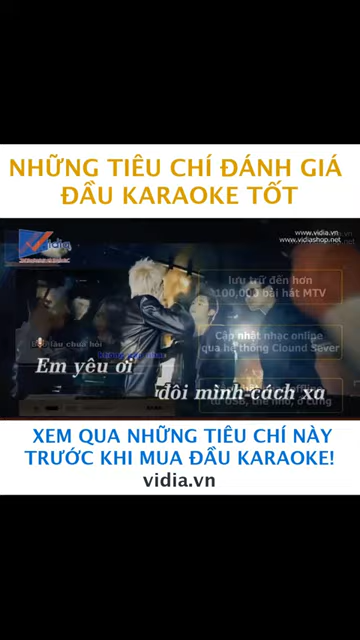 NHỮNG TIÊU CHÍ ĐÁNH GIÁ
ĐẦU KARAOKE TỐT
www.vidia.vn
www.vidiashop.net
Vidia
lưu trữ đến hơn
100,000 bài hát MTV
Cập nhật nhạc online
qua hệ thống Clound Sever
Em yêu ơi
đôi mình cách xa
XEM QUA NHỮNG TIÊU CHÍ NÀY
TRƯỚC KHI MUA ĐẦU KARAOKE!
vidia.vn